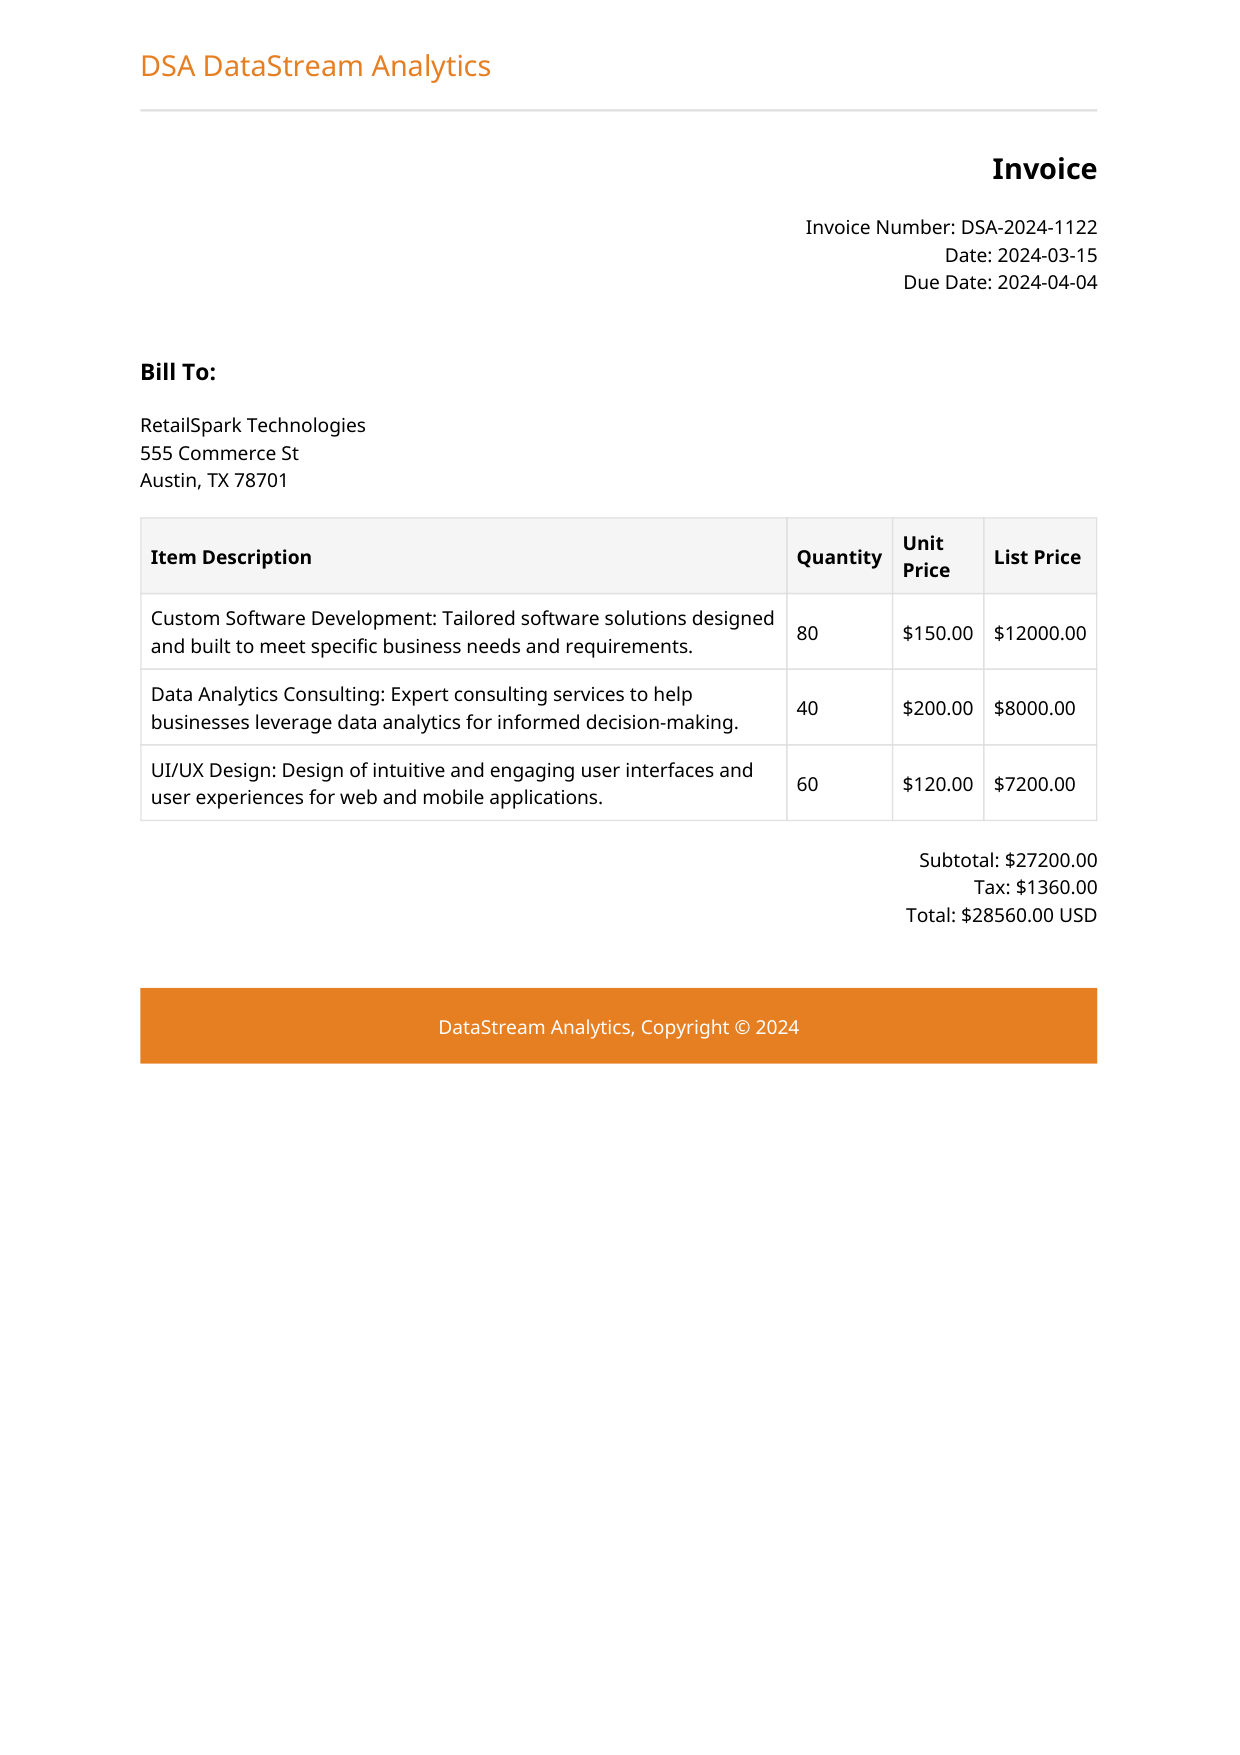 DSA DataStream Analytics
Invoice
Invoice Number: DSA-2024-1122
Date: 2024-03-15
Due Date: 2024-04-04
Bill To:
RetailSpark Technologies
555 Commerce St
Austin, TX 78701
Item Description Quantity Unit Price List Price
Custom Software Development: Tailored software solutions designed
and built to meet specific business needs and requirements. 80 $150.00 $12000.00
Data Analytics Consulting: Expert consulting services to help
businesses leverage data analytics for informed decision-making. 40 $200.00 $8000.00
UI/UX Design: Design of intuitive and engaging user interfaces and
user experiences for web and mobile applications. 60 $120.00 $7200.00
Subtotal: $27200.00
Tax: $1360.00
Total: $28560.00 USD
DataStream Analytics, Copyright © 2024